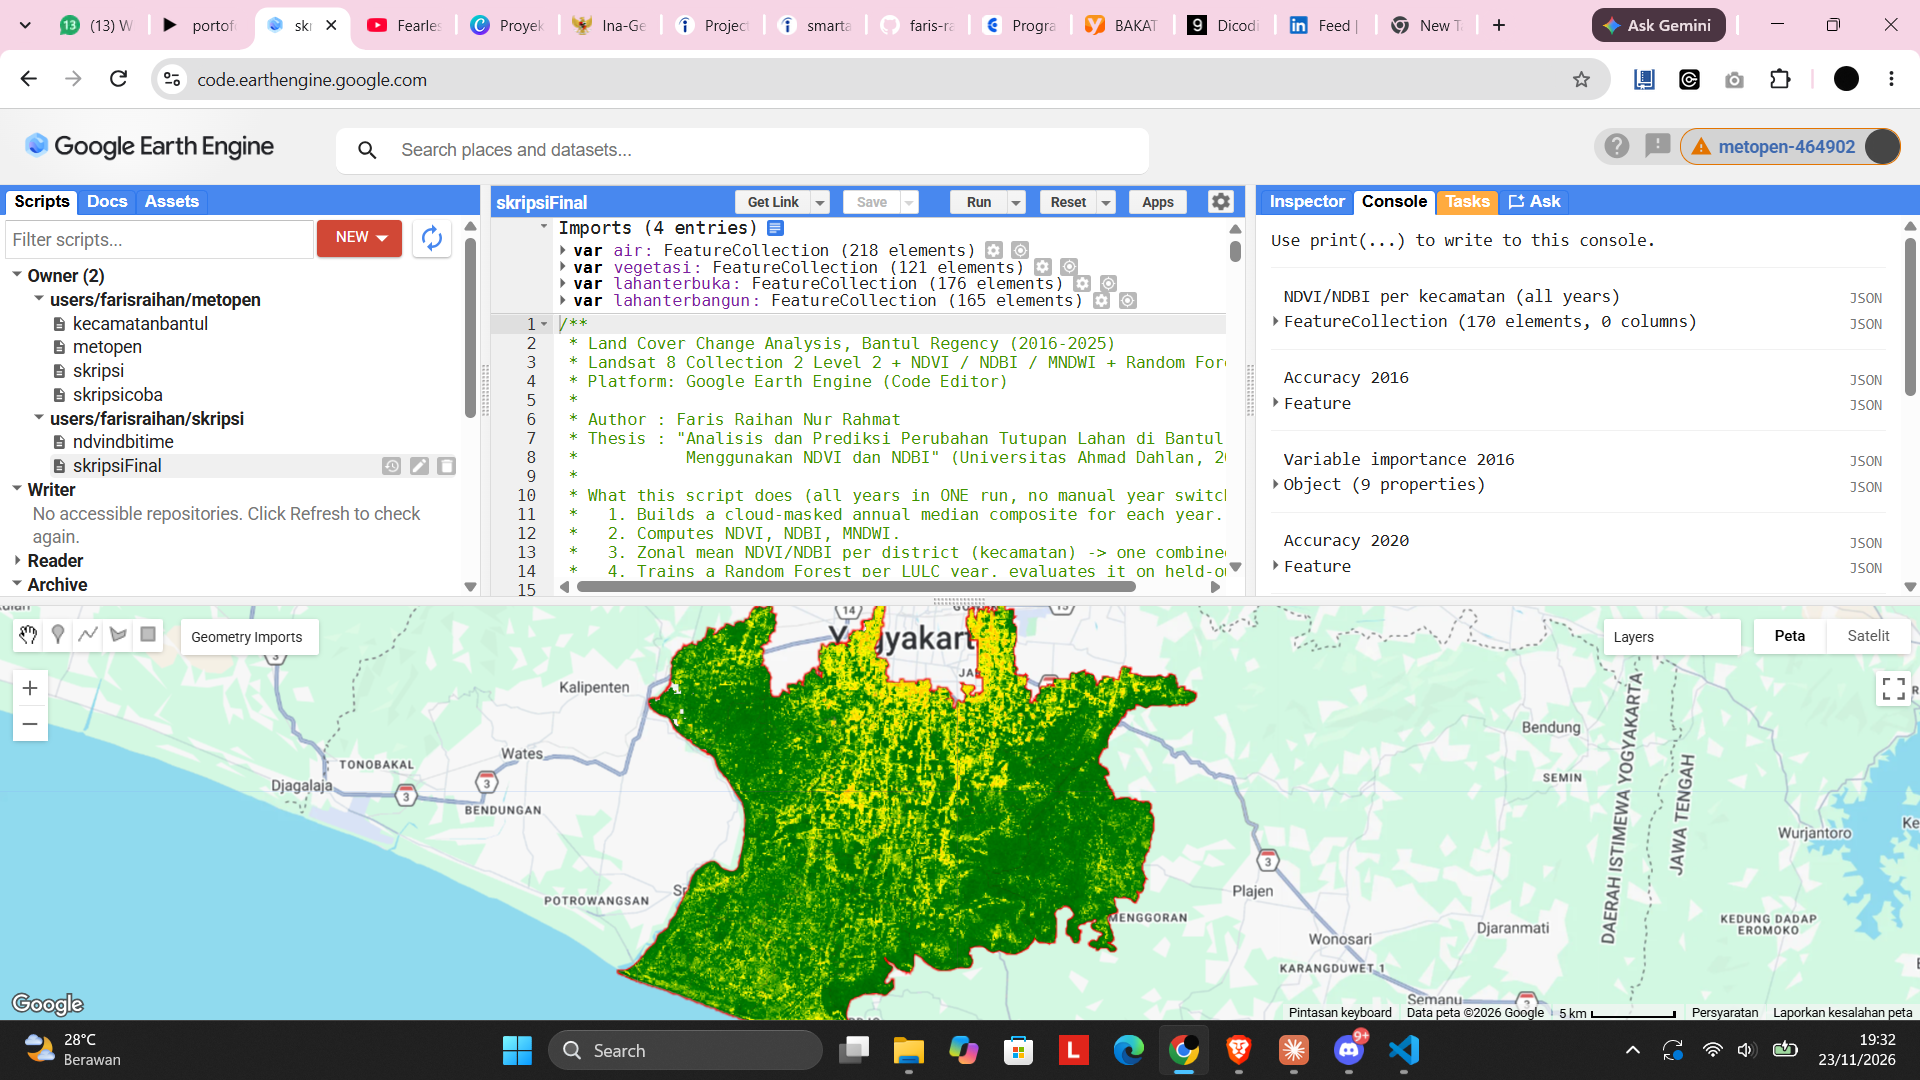 (13) W
portof
sk
Fearles
Proyek
Ina-Ge
Project
smarta
faris-ra
Progra
BAKAT
Dicodi
Feed |
New T
Ask Gemini
code.earthengine.google.com
Google Earth Engine
Search places and datasets...
metopen-464902
Scripts
Docs
Assets
Filter scripts...
NEW
Owner (2)
users/farisraihan/metopen
kecamatanbantul
metopen
skripsi
skripsicoba
users/farisraihan/skripsi
ndvindbitime
skripsiFinal
Writer
No accessible repositories. Click Refresh to check
again.
Reader
Archive
skripsiFinal
Get Link
Save
Run
Reset
Apps
Imports (4 entries)
var air: FeatureCollection (218 elements)
var vegetasi: FeatureCollection (121 elements)
var lahanterbuka: FeatureCollection (176 elements)
var lahanterbangun: FeatureCollection (165 elements)
1 /**
2 * Land Cover Change Analysis, Bantul Regency (2016-2025)
3 * Landsat 8 Collection 2 Level 2 + NDVI / NDBI / MNDWI + Random Fore
4 * Platform: Google Earth Engine (Code Editor)
5 *
6 * Author : Faris Raihan Nur Rahmat
7 * Thesis : "Analisis dan Prediksi Perubahan Tutupan Lahan di Bantul
8 * Menggunakan NDVI dan NDBI" (Universitas Ahmad Dahlan, 20
9 *
10 * What this script does (all years in ONE run, no manual year switch
11 * 1. Builds a cloud-masked annual median composite for each year.
12 * 2. Computes NDVI, NDBI, MNDWI.
13 * 3. Zonal mean NDVI/NDBI per district (kecamatan) -> one combined
14 * 4. Trains a Random Forest per LULC year, evaluates it on held-ou
15
Inspector
Console
Tasks
Ask
Use print(...) to write to this console.
NDVI/NDBI per kecamatan (all years)
JSON
FeatureCollection (170 elements, 0 columns)
JSON
Accuracy 2016
JSON
Feature
JSON
Variable importance 2016
JSON
Object (9 properties)
JSON
Accuracy 2020
JSON
Feature
JSON
Geometry Imports
Layers
Peta
Satelit
14
Yogyakart
Kalipenten
Wates
TONOBAKAL
Djagalaja
3
3
3
BENDUNGAN
POTROWANGSAN
MENGGORAN
3
Plajen
Wonosari
KARANGDUWET 1
Semanu
Bendung
SEMIN
DAERAH ISTIMEWA YOGYAKARTA
JAWA TENGAH
Wurjantoro
Djaranmati
KEDUNG DADAP
EROMOKO
Google
Pintasan keyboard
Data peta ©2026 Google
5 km
Persyaratan
Laporkan kesalahan peta
28°C
Berawan
Search
L
9+
19:32
23/11/2026